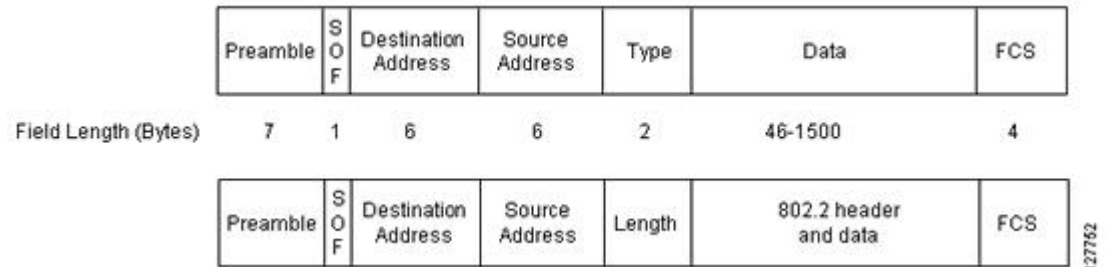 Preamble
S
O
F
Destination
Address
Source
Address
Type
Data
FCS
Field Length (Bytes) 7 1 6 6 2 46-1500 4
Preamble
S
O
F
Destination
Address
Source
Address
Length
802.2 header
and data
FCS